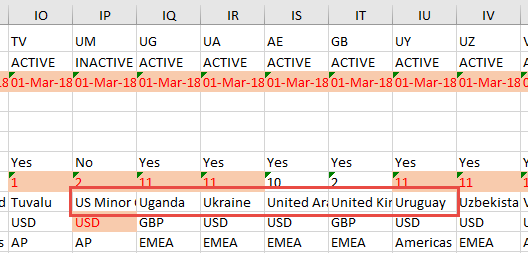 IO IP IQ IR IS IT IU IV
TV UM UG UA AE GB UY UZ
ACTIVE INACTIVE ACTIVE ACTIVE ACTIVE ACTIVE ACTIVE ACTIVE
18 01-Mar-18 01-Mar-18 01-Mar-18 01-Mar-18 01-Mar-18 01-Mar-18 01-Mar-18 01-Mar-18
Yes No Yes Yes Yes Yes Yes Yes
1 2 11 11 10 2 11 11
Tuvalu US Minor Uganda Ukraine United Ara United Kin Uruguay Uzbekista
USD USD GBP USD USD GBP USD USD
AP AP EMEA EMEA EMEA EMEA Americas EMEA